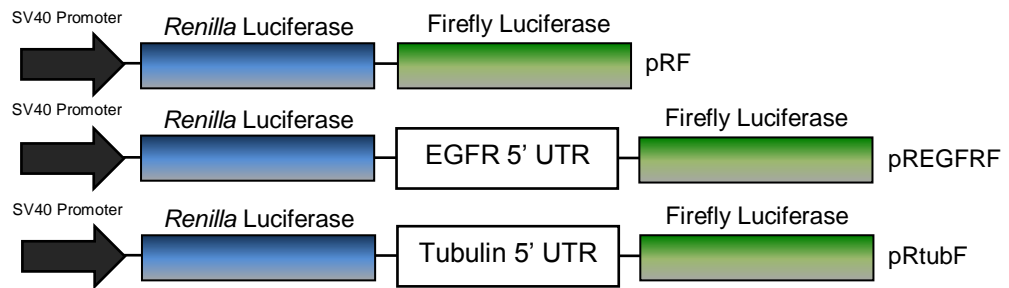 SV40 Promoter
Renilla Luciferase
Firefly Luciferase
pRF
SV40 Promoter
Renilla Luciferase
EGFR 5’ UTR
Firefly Luciferase
pREGFRF
SV40 Promoter
Renilla Luciferase
Tubulin 5’ UTR
Firefly Luciferase
pRtubF